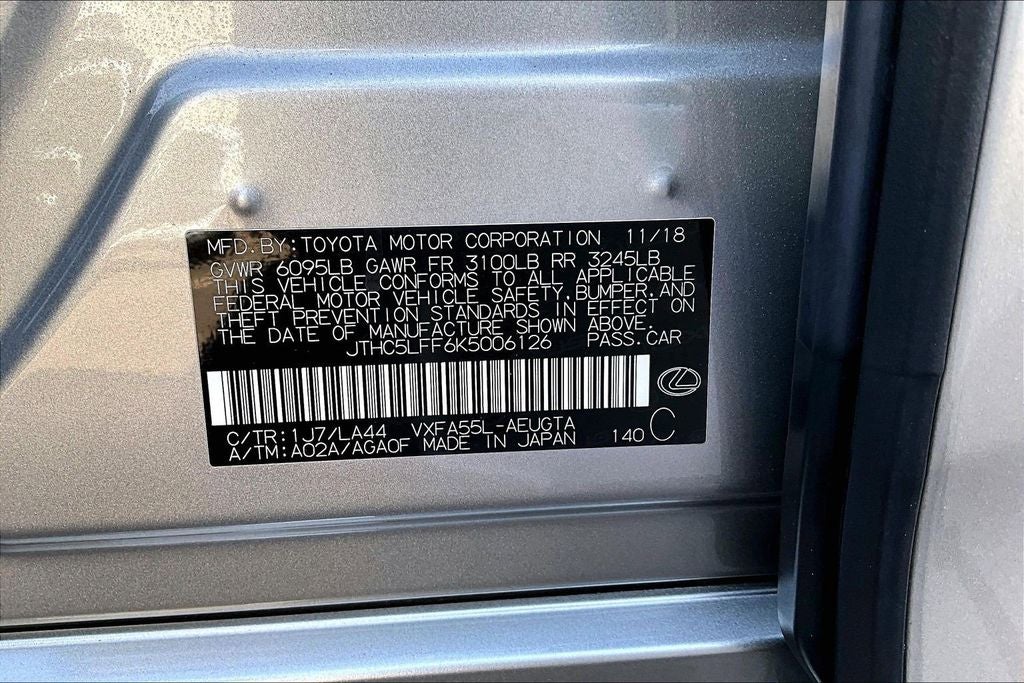 MFD.BY:TOYOTA MOTOR CORPORATION 11/18
GVWR 6095LB GAWR FR 3100LB RR 3245LB
THIS VEHICLE CONFORMS TO ALL APPLICABLE
FEDERAL MOTOR VEHICLE SAFETY,BUMPER,AND
THEFT PREVENTION STANDARDS IN EFFECT ON
THE DATE OF MANUFACTURE SHOWN ABOVE.
JTHC5LFF6K5006126 PASS.CAR
C/TR:1J7/LA44 VXFA55L-AEUGTA
A/TM:A02A/AGA0F MADE IN JAPAN 140 C